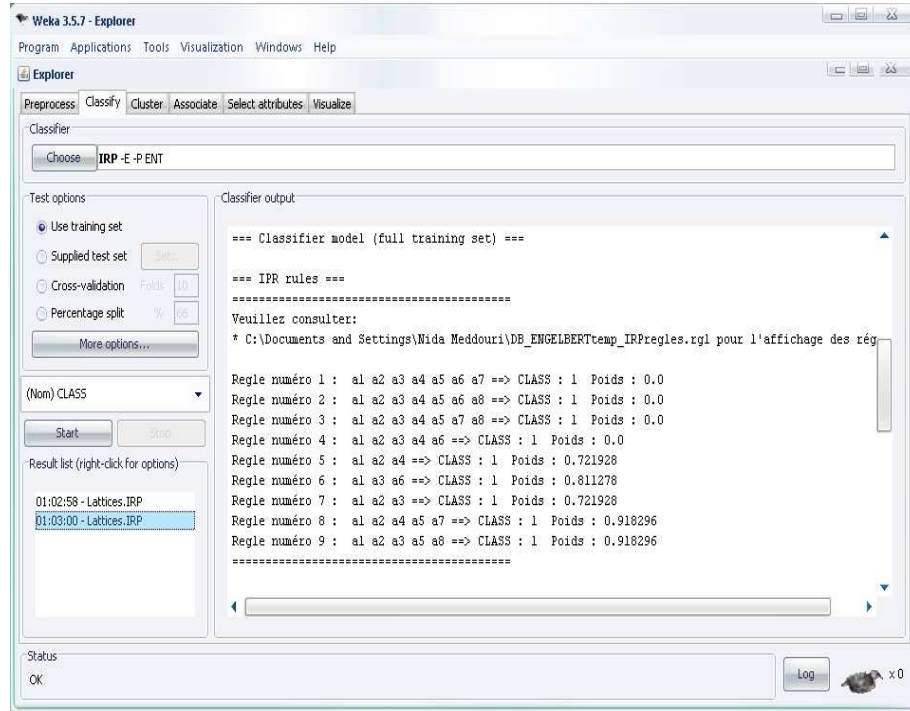 Weka 3.5.7 - Explorer
Program Applications Tools Visualization Windows Help
Explorer
Preprocess Classify Cluster Associate Select attributes Visualize
Classifier
Choose IRP -E -P ENT
Test options
Use training set
Supplied test set Set...
Cross-validation Folds 10
Percentage split % 66
More options...
(Nom) CLASS
Start Stop
Result list (right-click for options)
01:02:58 - Lattices.IRP
01:03:00 - Lattices.IRP
Classifier output
=== Classifier model (full training set) ===
=== IPR rules ===
==========================================
Veuillez consulter:
* C:\Documents and Settings\Nida Meddouri\DB_ENGELBERTtemp_IRPregles.rgl pour l'affichage des rég
Regle numéro 1 : a1 a2 a3 a4 a5 a6 a7 ==> CLASS : 1 Poids : 0.0
Regle numéro 2 : a1 a2 a3 a4 a5 a6 a8 ==> CLASS : 1 Poids : 0.0
Regle numéro 3 : a1 a2 a3 a4 a5 a7 a8 ==> CLASS : 1 Poids : 0.0
Regle numéro 4 : a1 a2 a3 a4 a6 ==> CLASS : 1 Poids : 0.0
Regle numéro 5 : a1 a2 a4 ==> CLASS : 1 Poids : 0.721928
Regle numéro 6 : a1 a3 a6 ==> CLASS : 1 Poids : 0.811278
Regle numéro 7 : a1 a2 a3 ==> CLASS : 1 Poids : 0.721928
Regle numéro 8 : a1 a2 a4 a5 a7 ==> CLASS : 1 Poids : 0.918296
Regle numéro 9 : a1 a2 a3 a5 a8 ==> CLASS : 1 Poids : 0.918296
==========================================
Status
OK
Log x 0